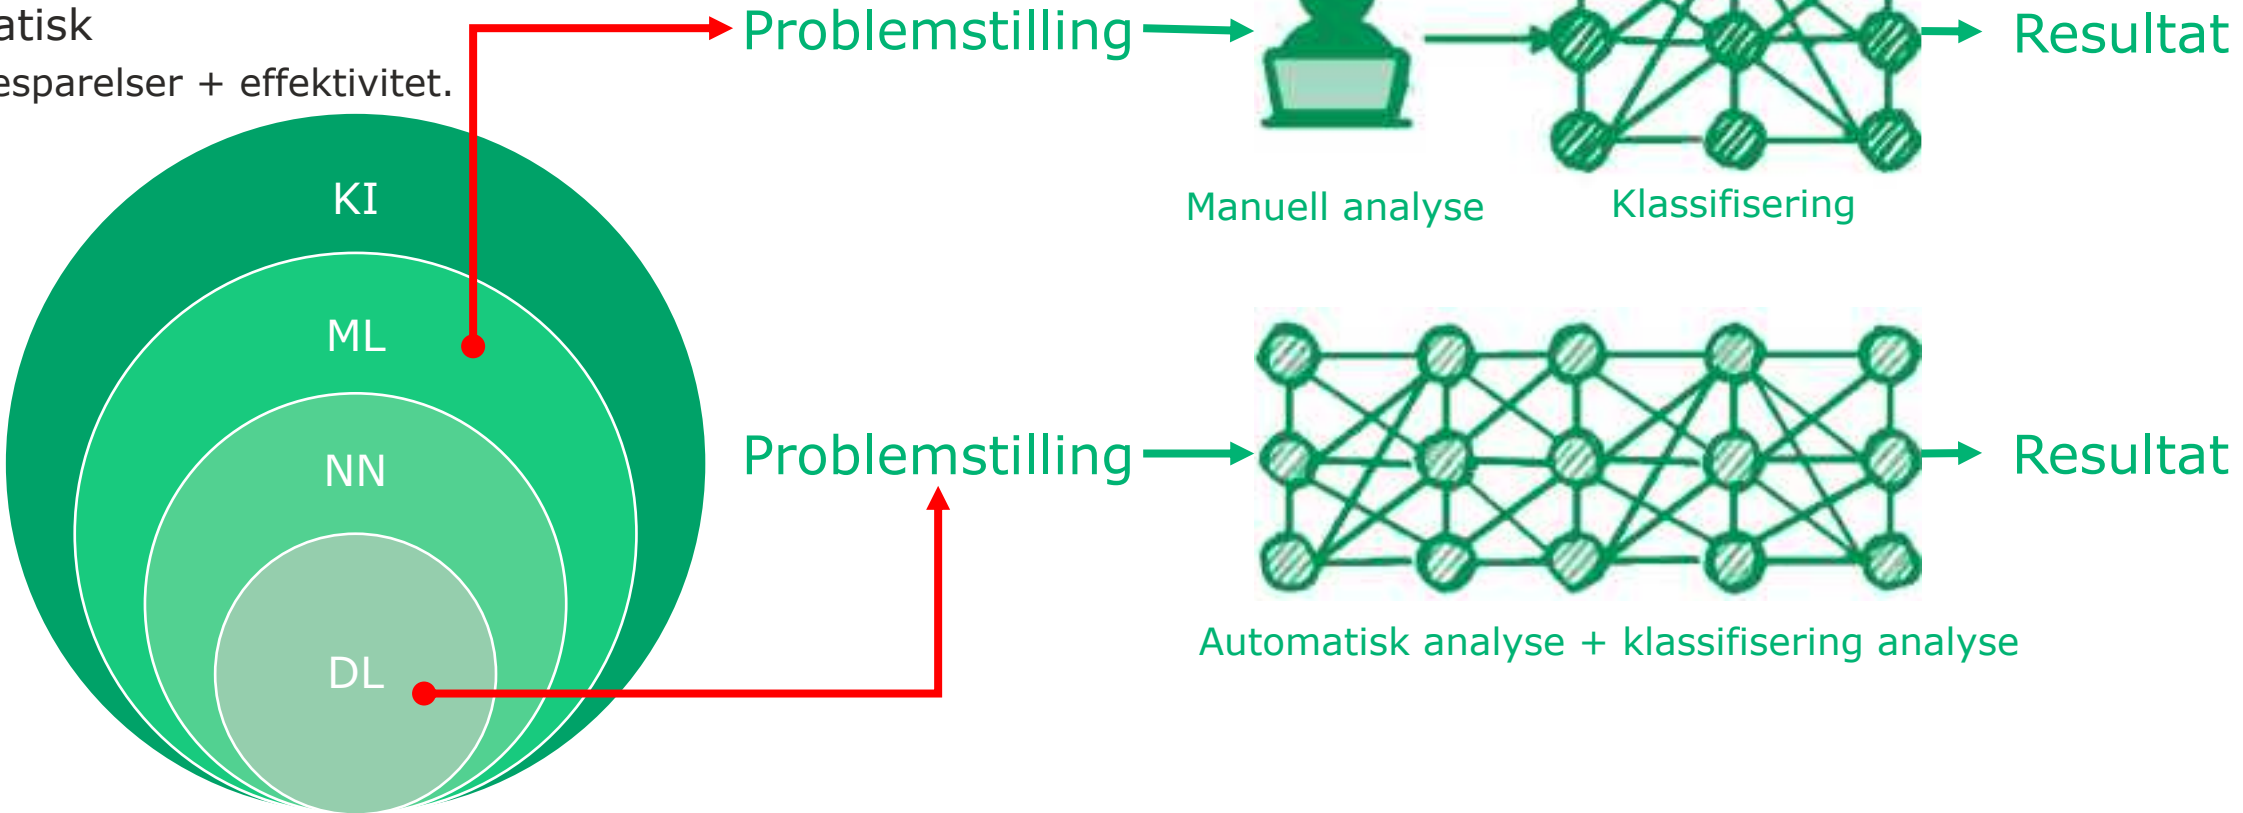 atisk
esparelser + effektivitet.
Problemstilling
Resultat
Manuell analyse
Klassifisering
KI
ML
NN
DL
Problemstilling
Resultat
Automatisk analyse + klassifisering analyse